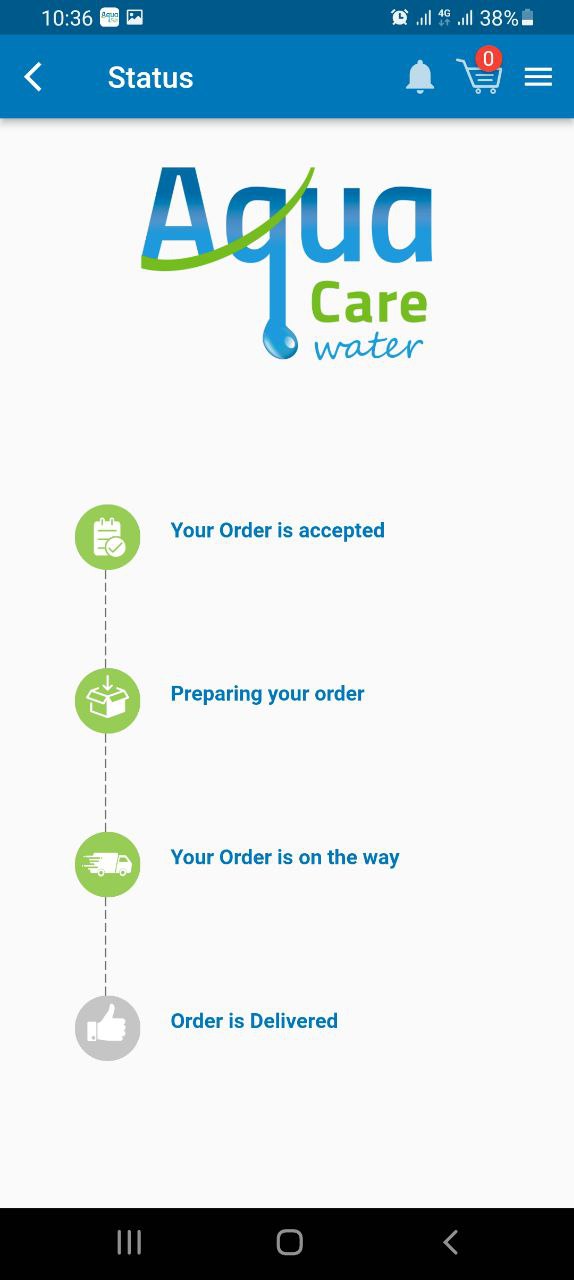 10:36 Aqua 4G 38%
Status 0
Aqua
Care
water
Your Order is accepted
Preparing your order
Your Order is on the way
Order is Delivered